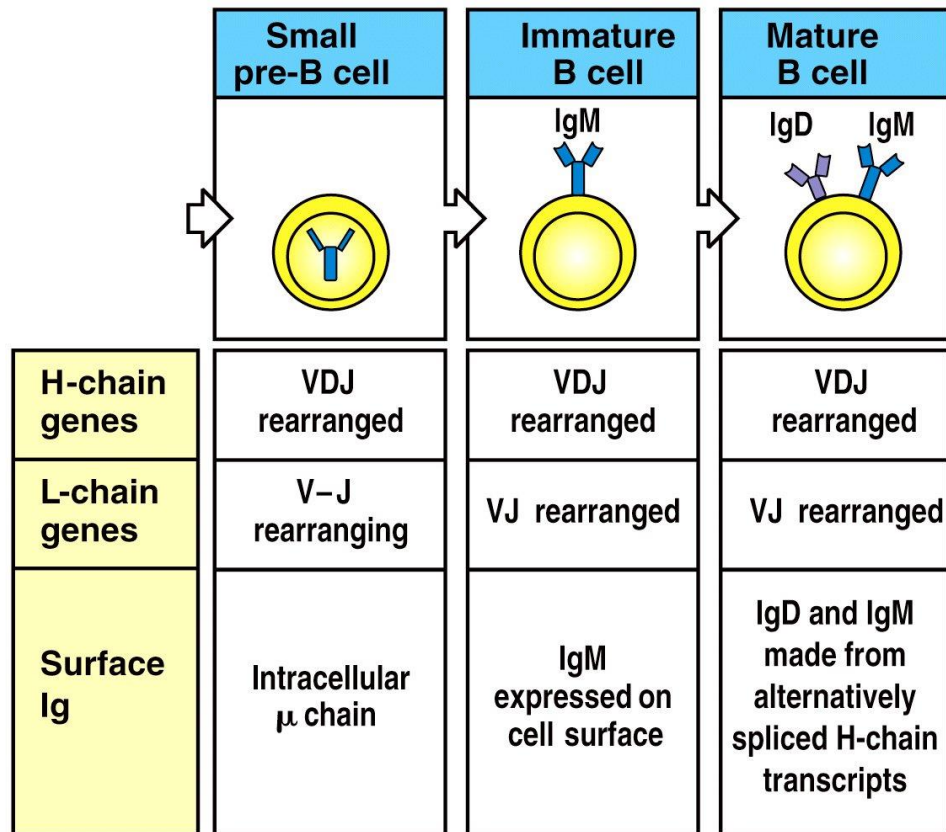 Small
pre-B cell
Immature
B cell
Mature
B cell
IgM
IgD
IgM
H-chain
genes
VDJ
rearranged
VDJ
rearranged
VDJ
rearranged
L-chain
genes
V–J
rearranging
VJ rearranged
VJ rearranged
Surface
Ig
Intracellular
μ chain
IgM
expressed on
cell surface
IgD and IgM
made from
alternatively
spliced H-chain
transcripts